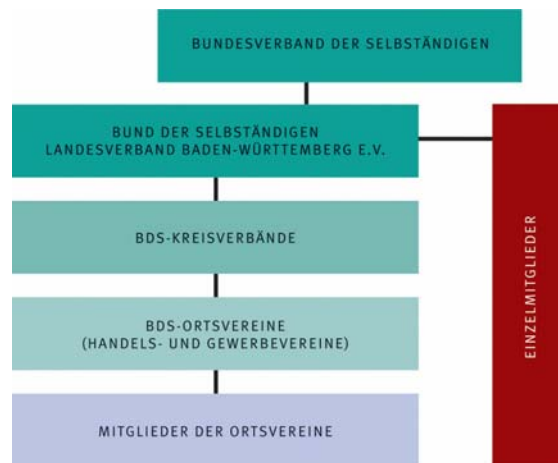 BUNDESVERBAND DER SELBSTÄNDIGEN
BUND DER SELBSTÄNDIGEN
LANDESVERBAND BADEN-WÜRTTEMBERG E.V.
BDS-KREISVERBÄNDE
BDS-ORTSVEREINE
(HANDELS- UND GEWERBEVEREINE)
MITGLIEDER DER ORTSVEREINE
EINZELMITGLIEDER